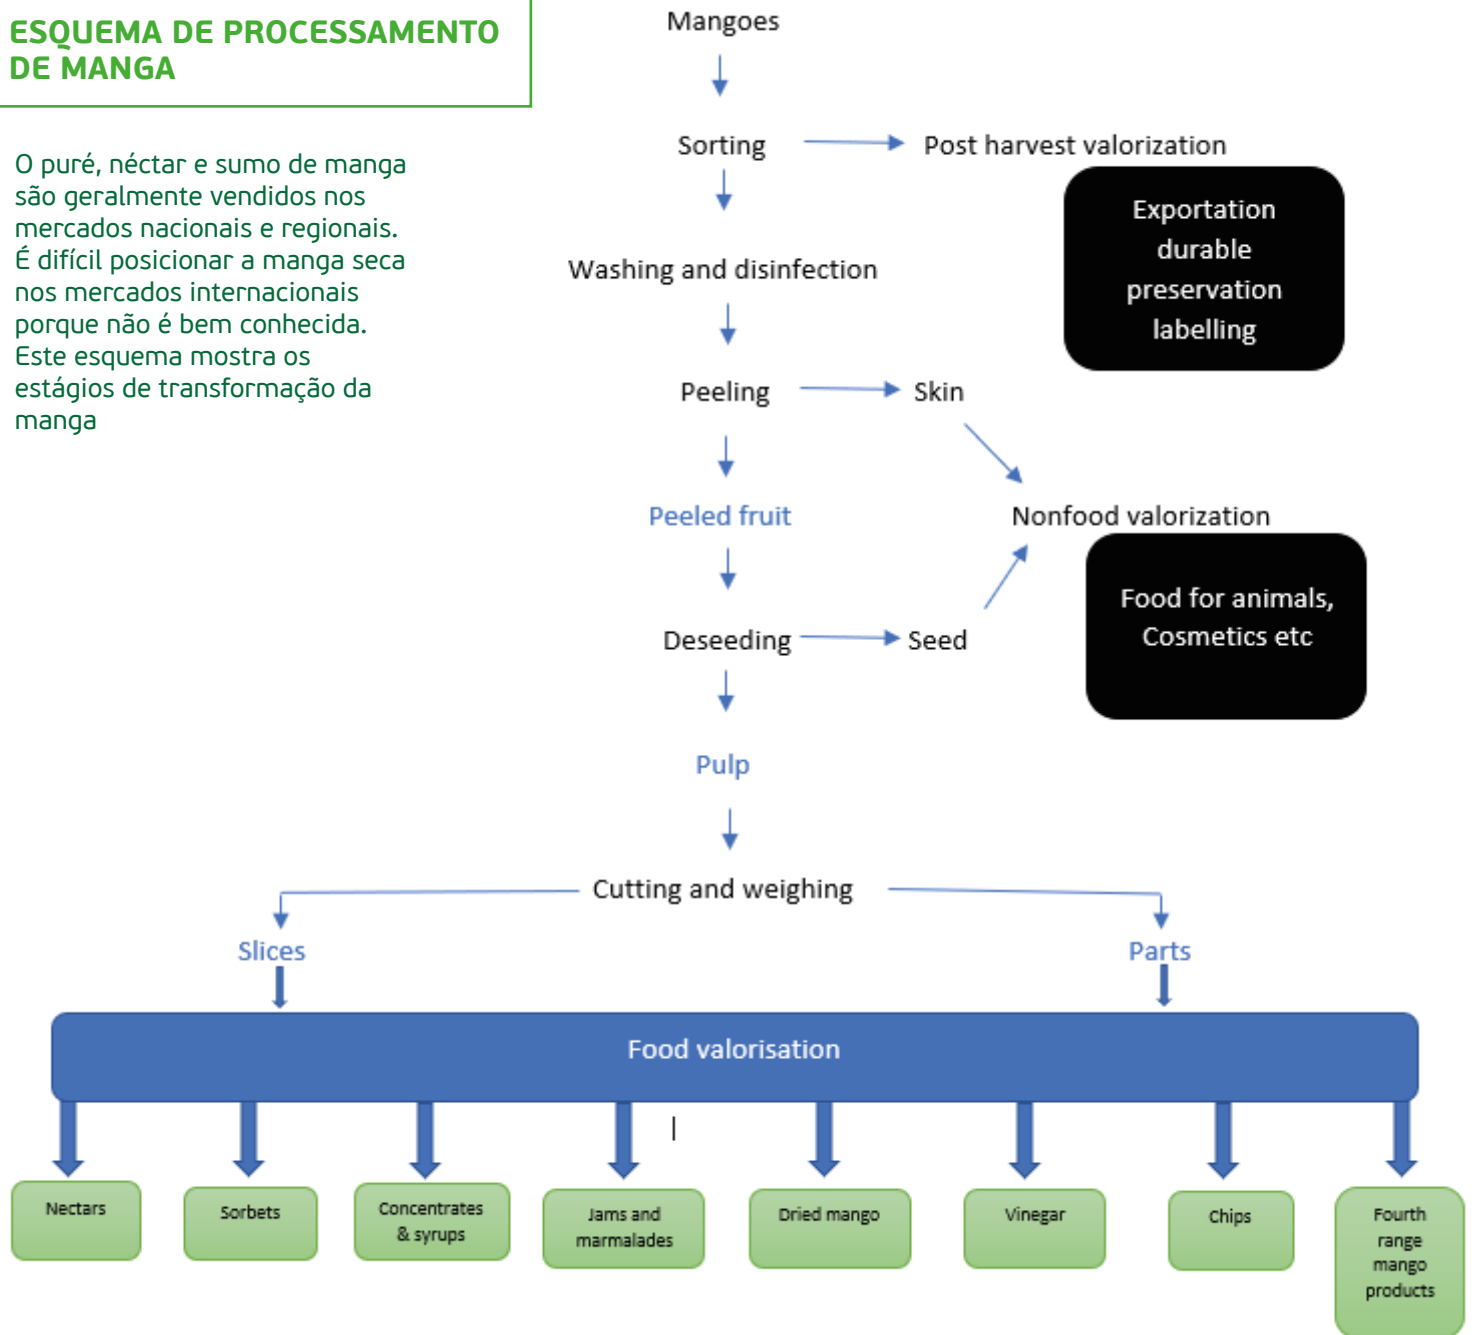 ESQUEMA DE PROCESSAMENTO
DE MANGA
O puré, néctar e sumo de manga
são geralmente vendidos nos
mercados nacionais e regionais.
É difícil posicionar a manga seca
nos mercados internacionais
porque não é bem conhecida.
Este esquema mostra os
estágios de transformação da
manga
Mangoes
Sorting
Post harvest valorization
Exportation
durable
preservation
labelling
Washing and disinfection
Peeling
Skin
Peeled fruit
Nonfood valorization
Food for animals,
Cosmetics etc
Deseeding
Seed
Pulp
Cutting and weighing
Slices
Parts
Food valorisation
Nectars
Sorbets
Concentrates
& syrups
Jams and
marmalades
Dried mango
Vinegar
Chips
Fourth
range
mango
products